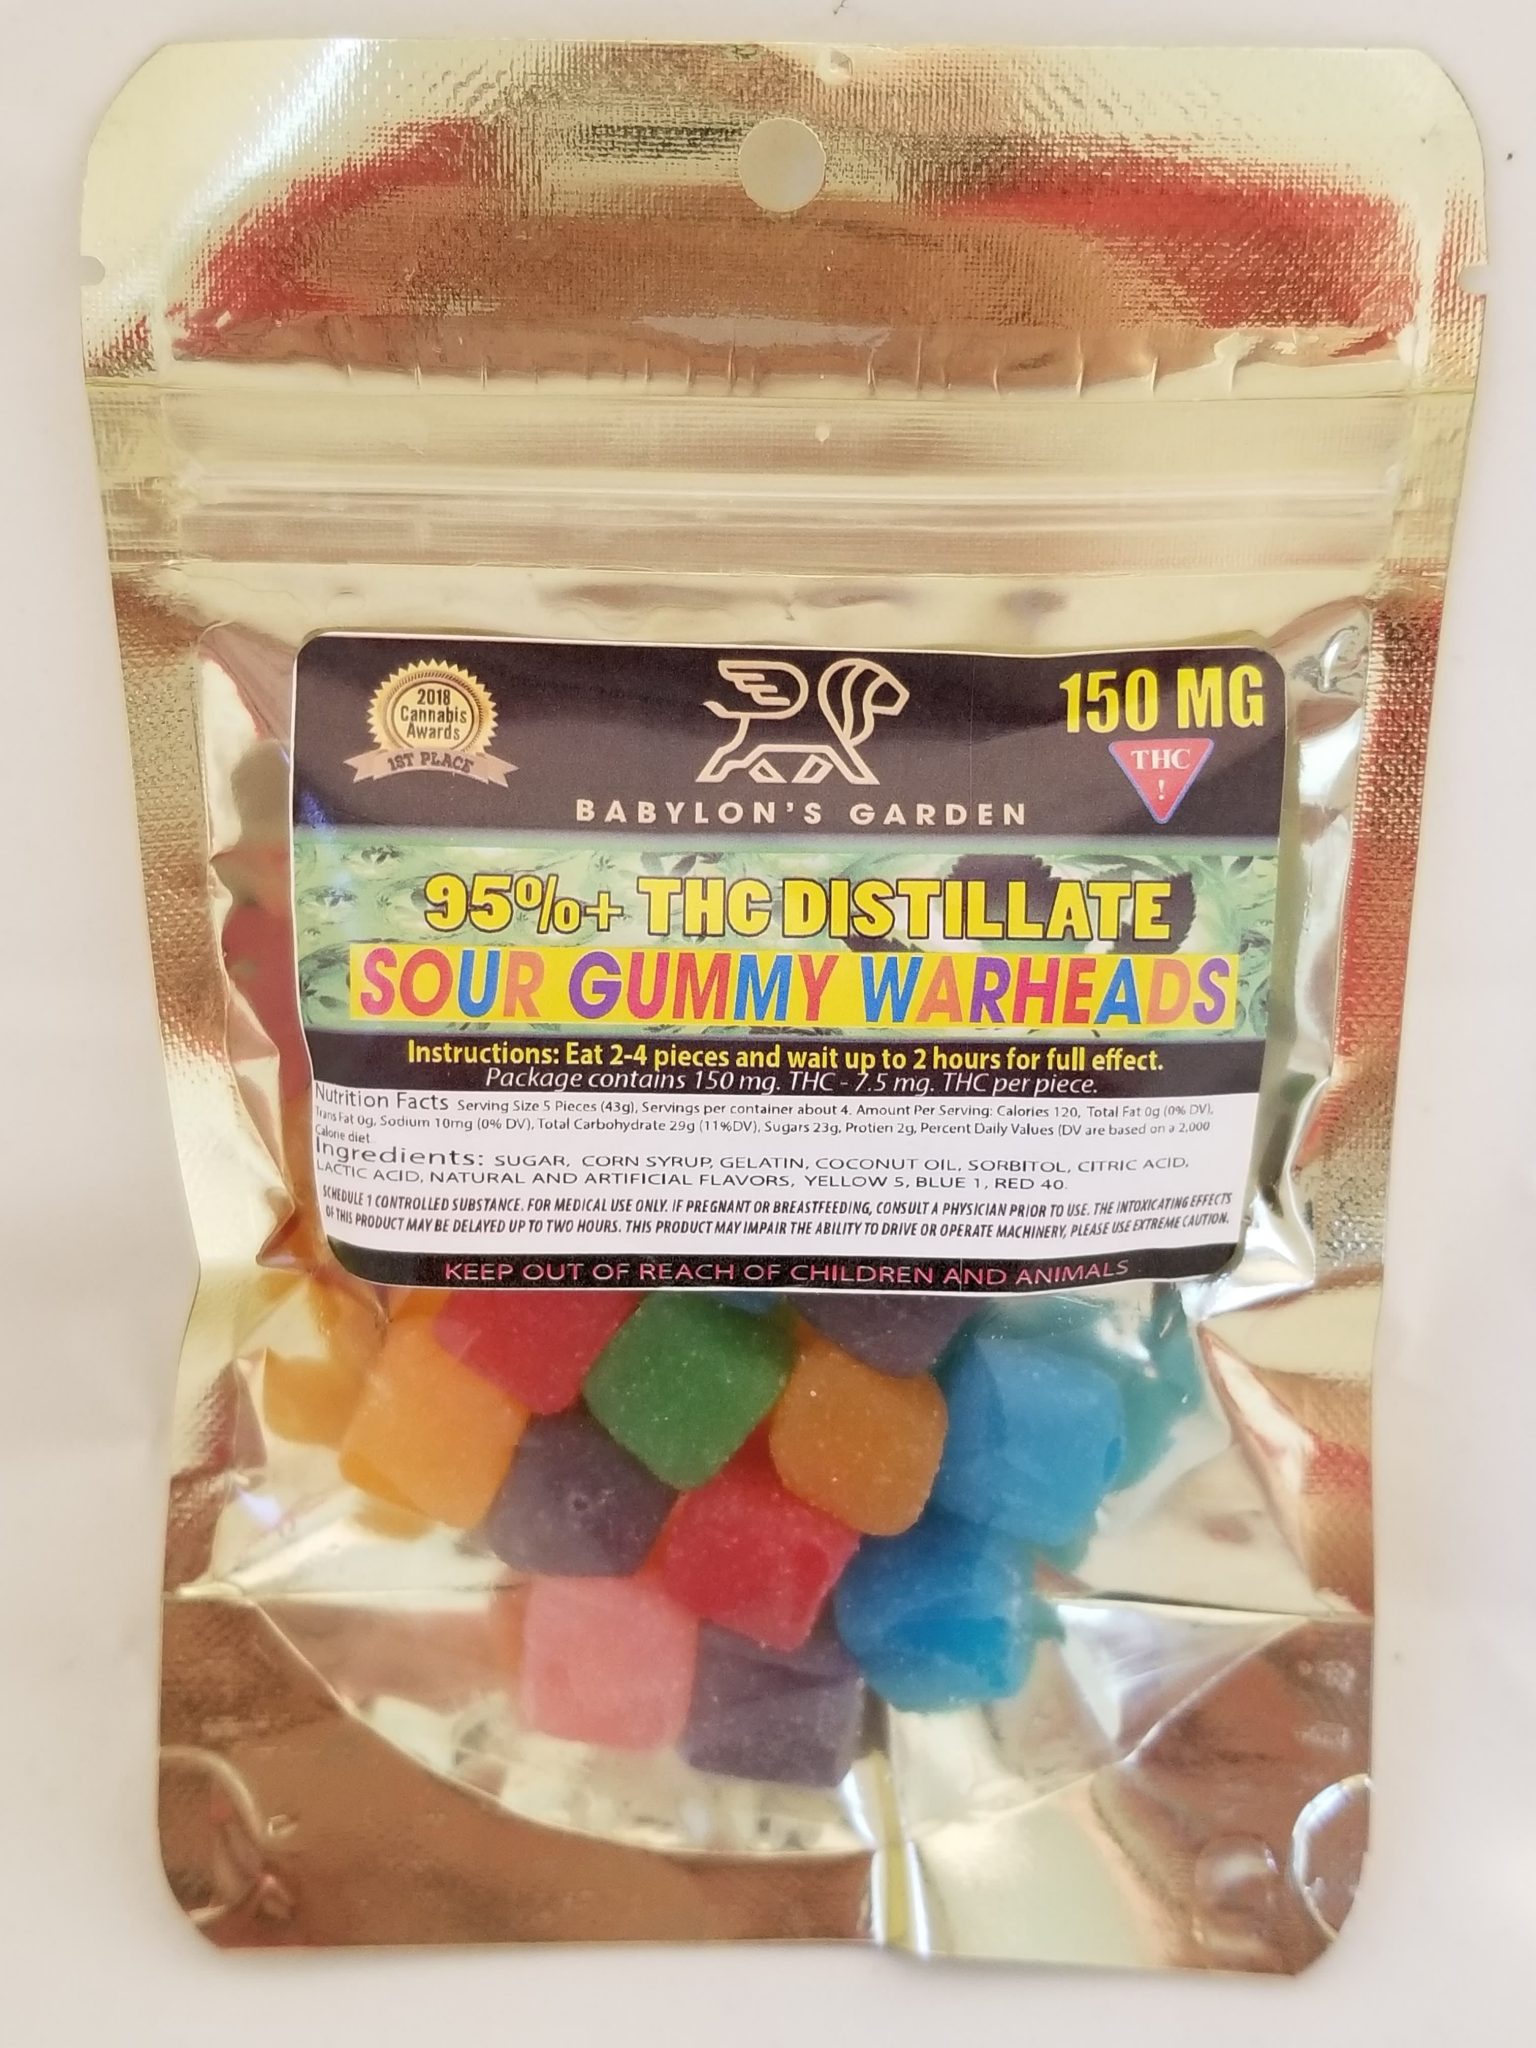 2018
Cannabis
Awards
1ST PLACE
BABYLON'S GARDEN
150 MG
THC
!
95%+ THC DISTILLATE
SOUR GUMMY WARHEADS
Instructions: Eat 2-4 pieces and wait up to 2 hours for full effect.
Package contains 150 mg. THC - 7.5 mg. THC per piece.
Nutrition Facts Serving Size 5 Pieces (43g), Servings per container about 4. Amount Per Serving: Calories 120, Total Fat 0g (0% DV),
Trans Fat 0g, Sodium 10mg (0% DV), Total Carbohydrate 29g (11%DV), Sugars 23g, Protien 2g, Percent Daily Values (DV are based on a 2,000
Calorie diet.
Ingredients: SUGAR, CORN SYRUP, GELATIN, COCONUT OIL, SORBITOL, CITRIC ACID,
LACTIC ACID, NATURAL AND ARTIFICIAL FLAVORS, YELLOW 5, BLUE 1, RED 40.
SCHEDULE 1 CONTROLLED SUBSTANCE. FOR MEDICAL USE ONLY. IF PREGNANT OR BREASTFEEDING, CONSULT A PHYSICIAN PRIOR TO USE. THE INTOXICATING EFFECTS
OF THIS PRODUCT MAY BE DELAYED UP TO TWO HOURS. THIS PRODUCT MAY IMPAIR THE ABILITY TO DRIVE OR OPERATE MACHINERY, PLEASE USE EXTREME CAUTION.
KEEP OUT OF REACH OF CHILDREN AND ANIMALS